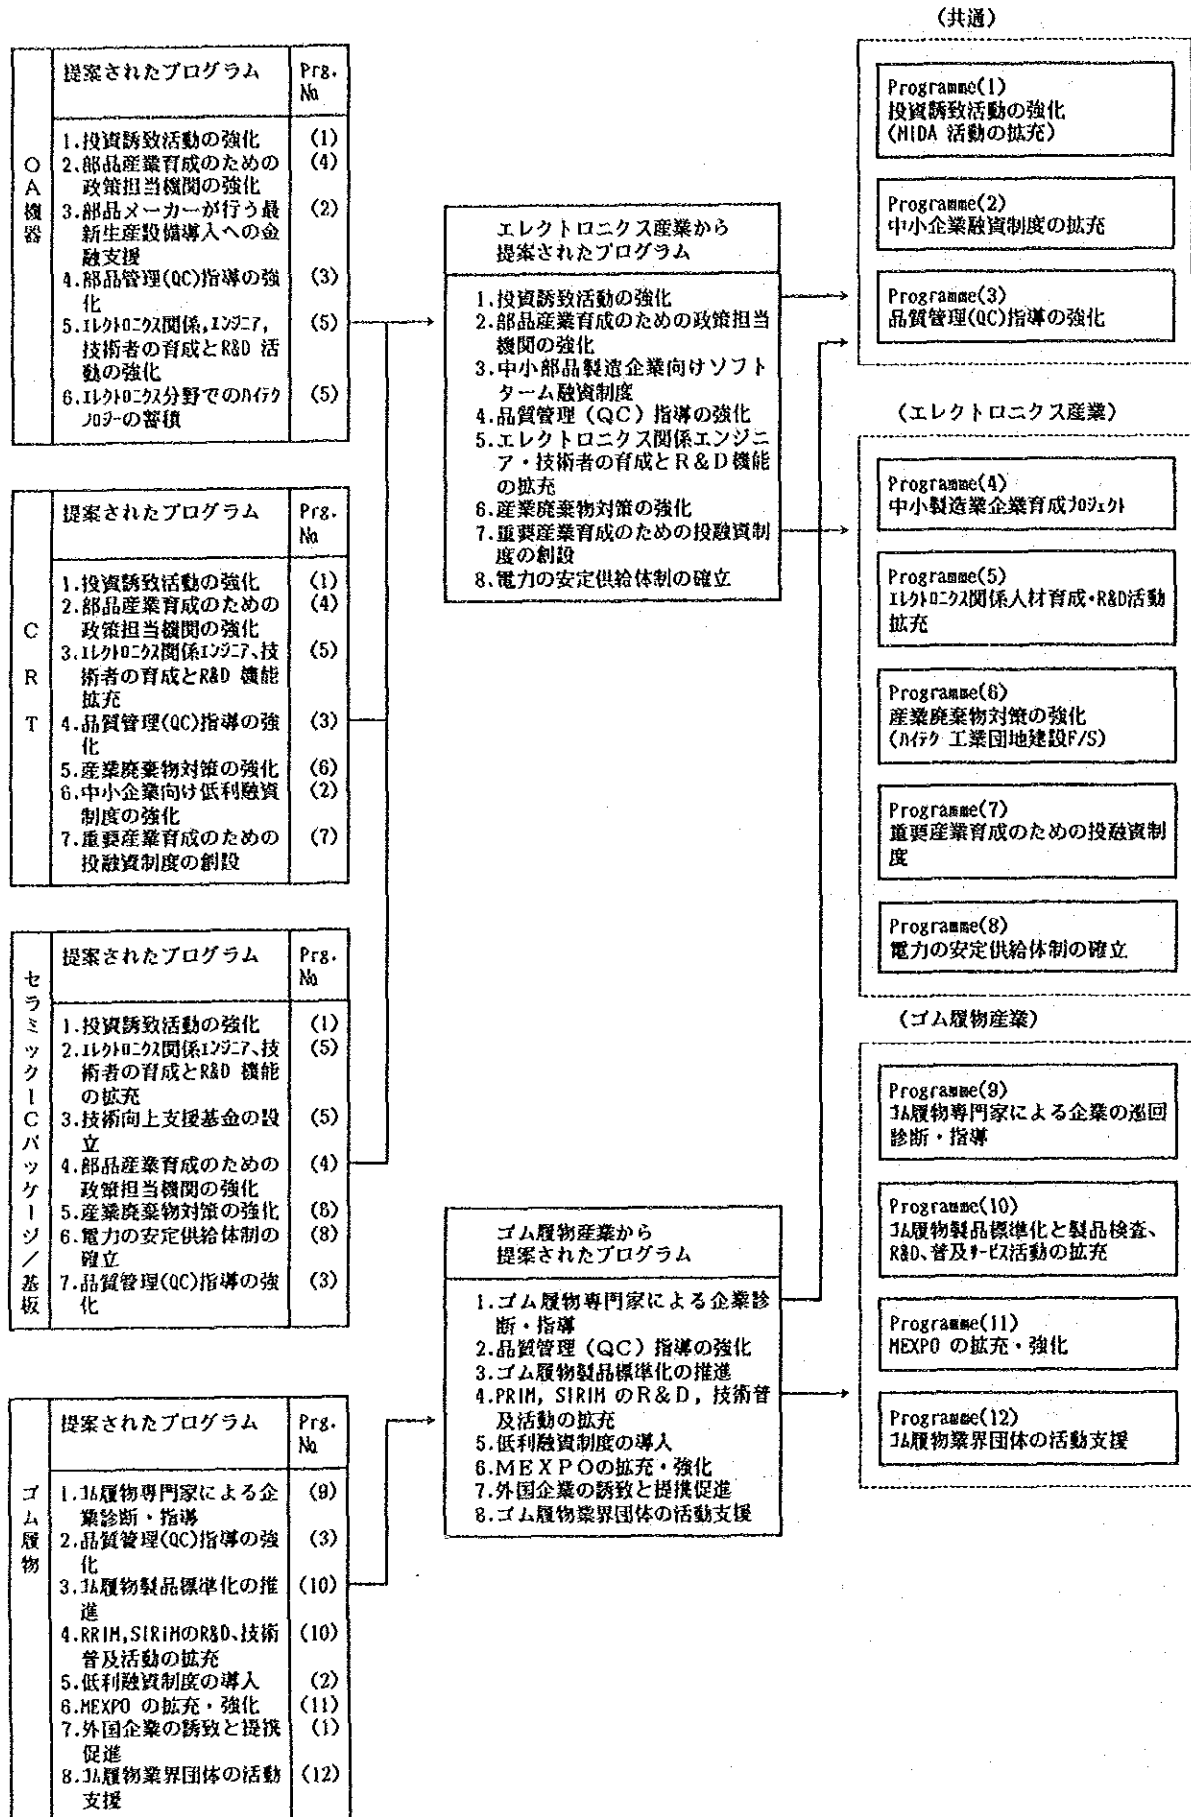 OA機器
提案されたプログラム
Prg.
No
1.投資誘致活動の強化 (1)
2.部品産業育成のための (4)
政策担当機関の強化
3.部品メーカーが行う最 (2)
新生産設備導入への金
融支援
4.部品管理(QC)指導の強 (3)
化
5.エレクトロニクス関係,エンジニア, (5)
技術者の育成とR&D 活
動の強化
6.エレクトロニクス分野でのハイテク (5)
ノロジーの蓄積
CRT
提案されたプログラム
Prg.
No
1.投資誘致活動の強化 (1)
2.部品産業育成のための (4)
政策担当機関の強化
3.エレクトロニクス関係エンジニア、技 (5)
術者の育成とR&D 機能
拡充
4.品質管理(QC)指導の強 (3)
化
5.産業廃棄物対策の強化 (6)
6.中小企業向け低利融資 (2)
制度の強化
7.重要産業育成のための (7)
投融資制度の創設
セラミックICパッケージ/基板
提案されたプログラム
Prg.
No
1.投資誘致活動の強化 (1)
2.エレクトロニクス関係エンジニア、技 (5)
術者の育成とR&D 機能
の拡充
3.技術向上支援基金の設 (5)
立
4.部品産業育成のための (4)
政策担当機関の強化
5.産業廃棄物対策の強化 (6)
6.電力の安定供給体制の (8)
確立
7.品質管理(QC)指導の強 (3)
化
ゴム履物
提案されたプログラム
Prg.
No
1.ゴム履物専門家による企 (9)
業診断・指導
2.品質管理(QC)指導の強 (3)
化
3.ゴム履物製品標準化の推 (10)
進
4.RRIM,SIRIMのR&D、技術 (10)
普及活動の拡充
5.低利融資制度の導入 (2)
6.MEXPO の拡充・強化 (11)
7.外国企業の誘致と提携 (1)
促進
8.ゴム履物業界団体の活動 (12)
支援
エレクトロニクス産業から
提案されたプログラム
1.投資誘致活動の強化
2.部品産業育成のための政策担当
機関の強化
3.中小部品製造企業向けソフト
ターム融資制度
4.品質管理(QC)指導の強化
5.エレクトロニクス関係エンジニ
ア・技術者の育成とR&D機能
の拡充
6.産業廃棄物対策の強化
7.重要産業育成のための投融資制
度の創設
8.電力の安定供給体制の確立
ゴム履物産業から
提案されたプログラム
1.ゴム履物専門家による企業診
断・指導
2.品質管理(QC)指導の強化
3.ゴム履物製品標準化の推進
4.PRIM, SIRIM のR&D, 技術普
及活動の拡充
5.低利融資制度の導入
6.MEXPOの拡充・強化
7.外国企業の誘致と提携促進
8.ゴム履物業界団体の活動支援
(共通)
Programme(1)
投資誘致活動の強化
(MIDA 活動の拡充)
Programme(2)
中小企業融資制度の拡充
Programme(3)
品質管理(QC)指導の強化
(エレクトロニクス産業)
Programme(4)
中小製造業企業育成プロジェクト
Programme(5)
エレクトロニクス関係人材育成・R&D活動
拡充
Programme(6)
産業廃棄物対策の強化
(ハイテク 工業団地建設F/S)
Programme(7)
重要産業育成のための投融資制
度
Programme(8)
電力の安定供給体制の確立
(ゴム履物産業)
Programme(9)
ゴム履物専門家による企業の巡回
診断・指導
Programme(10)
ゴム履物製品標準化と製品検査、
R&D、普及サービス活動の拡充
Programme(11)
MEXPO の拡充・強化
Programme(12)
ゴム履物業界団体の活動支援